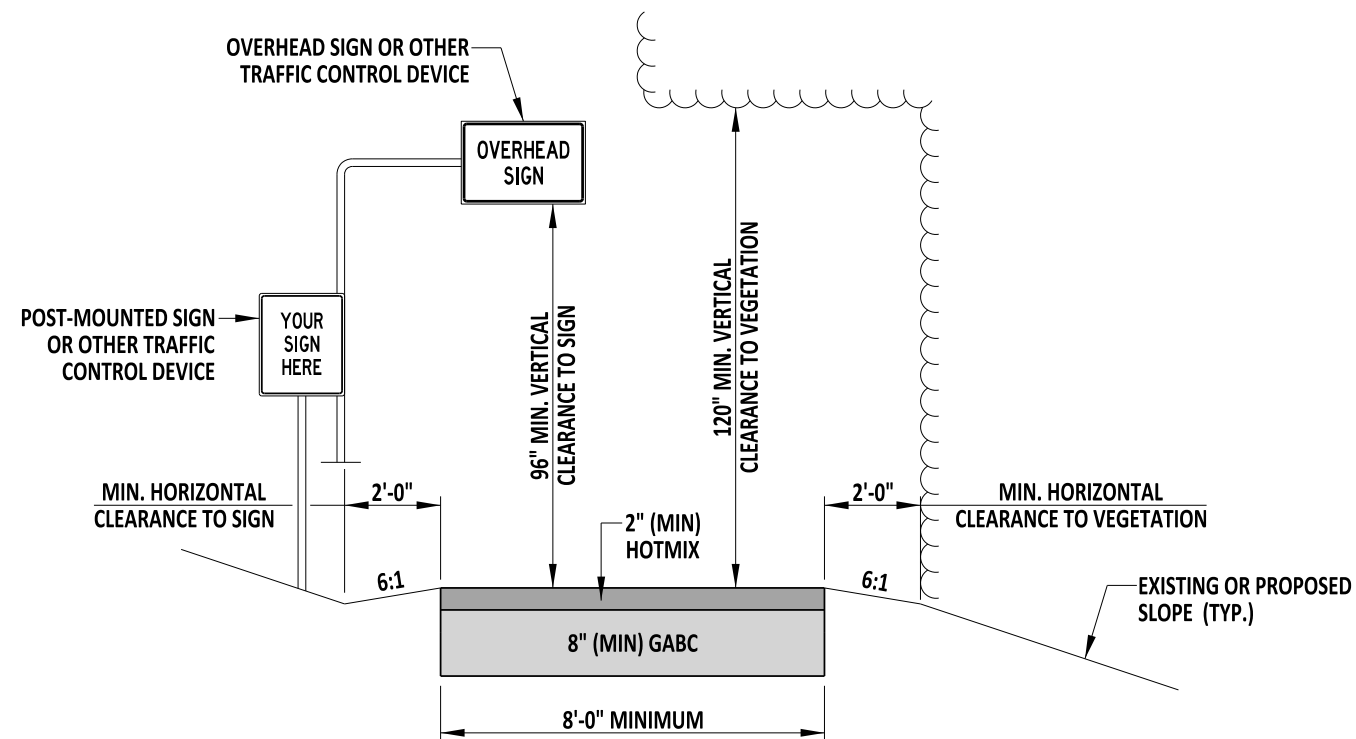 OVERHEAD SIGN OR OTHER
TRAFFIC CONTROL DEVICE
OVERHEAD
SIGN
POST-MOUNTED SIGN
OR OTHER TRAFFIC
CONTROL DEVICE
YOUR
SIGN
HERE
96" MIN. VERTICAL
CLEARANCE TO SIGN
120" MIN. VERTICAL
CLEARANCE TO VEGETATION
MIN. HORIZONTAL
CLEARANCE TO SIGN
2'-0"
2'-0"
MIN. HORIZONTAL
CLEARANCE TO VEGETATION
2" (MIN)
HOTMIX
6:1
6:1
EXISTING OR PROPOSED
SLOPE (TYP.)
8" (MIN) GABC
8'-0" MINIMUM